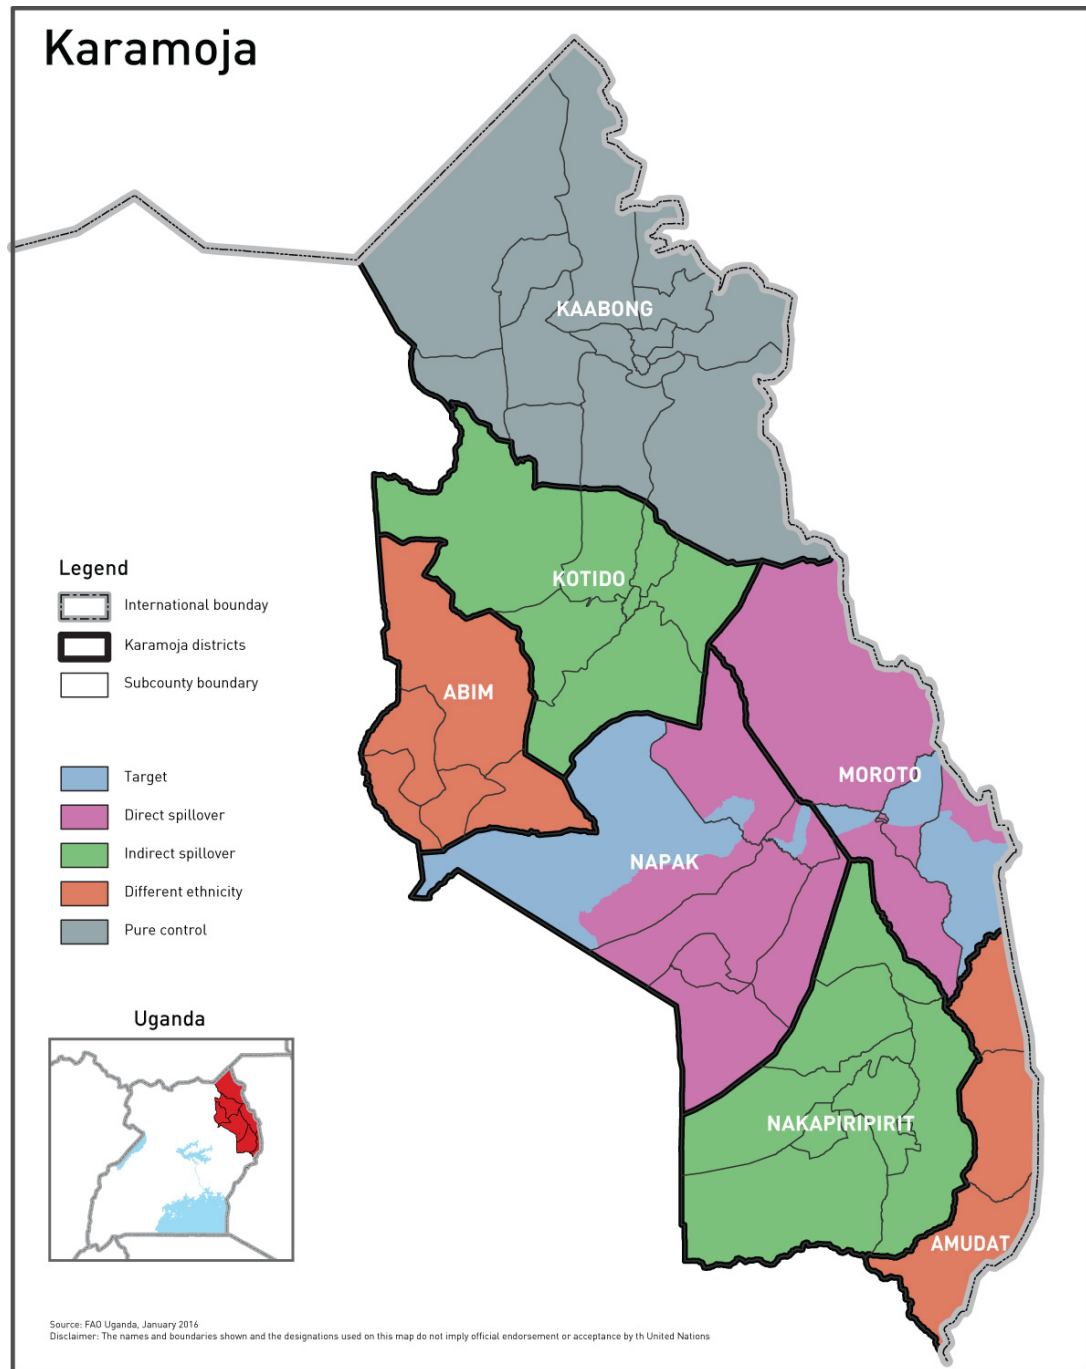 Karamoja
KAABONG
KOTIDO
ABIM
MOROTO
NAPAK
NAKAPIRIPIRIT
AMUDAT
Legend
International bounday
Karamoja districts
Subcounty boundary
Target
Direct spillover
Indirect spillover
Different ethnicity
Pure control
Uganda
Source: FAO Uganda, January 2016
Disclaimer: The names and boundaries shown and the designations used on this map do not imply official endorsement or acceptance by th United Nations